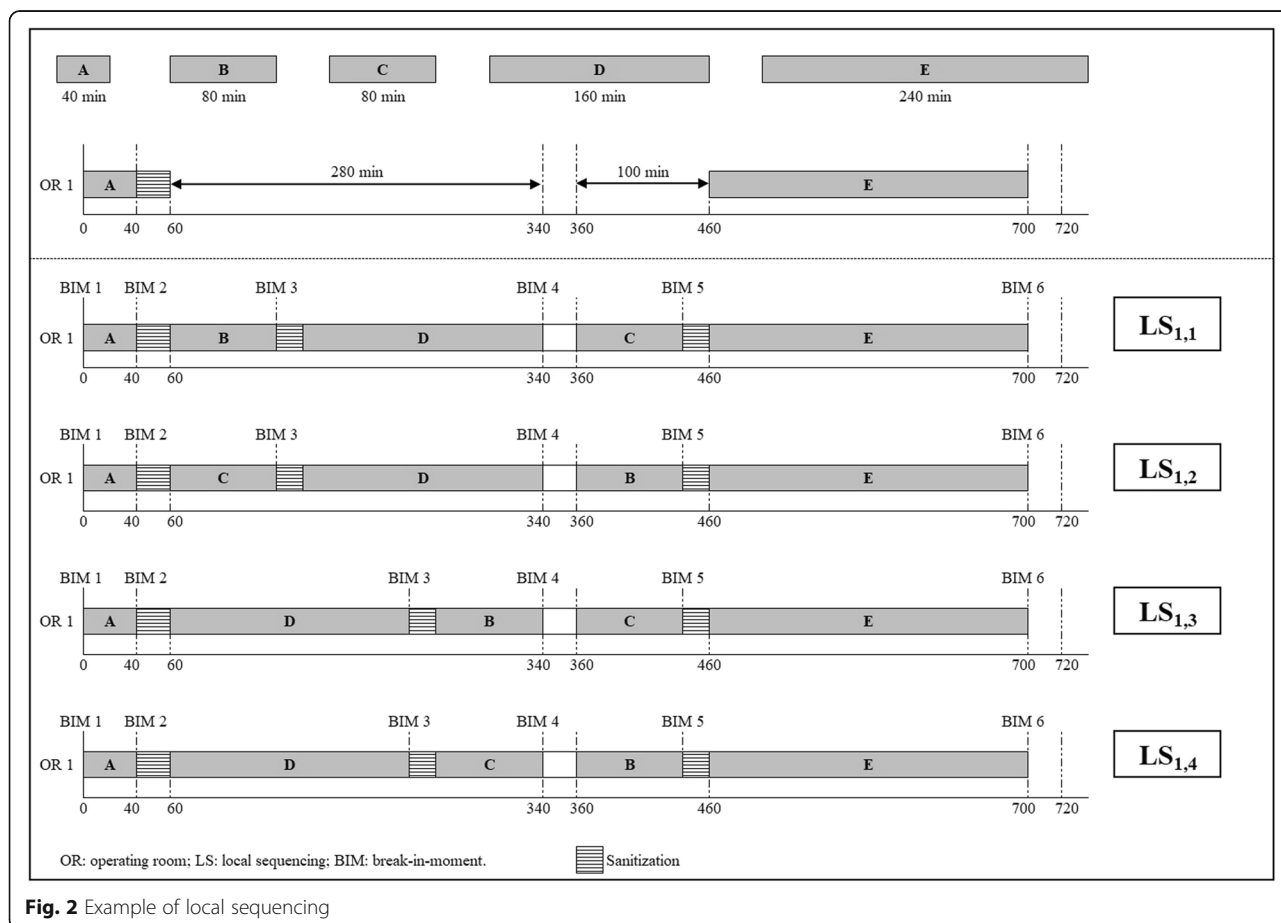 A B C D E
40 min 80 min 80 min 160 min 240 min
280 min 100 min
OR 1 A E
0 40 60 340 360 460 700 720
BIM 1 BIM 2 BIM 3 BIM 4 BIM 5 BIM 6
OR 1 A B D C E LS1,1
0 40 60 340 360 460 700 720
BIM 1 BIM 2 BIM 3 BIM 4 BIM 5 BIM 6
OR 1 A C D B E LS1,2
0 40 60 340 360 460 700 720
BIM 1 BIM 2 BIM 3 BIM 4 BIM 5 BIM 6
OR 1 A D B C E LS1,3
0 40 60 340 360 460 700 720
BIM 1 BIM 2 BIM 3 BIM 4 BIM 5 BIM 6
OR 1 A D C B E LS1,4
0 40 60 340 360 460 700 720
OR: operating room; LS: local sequencing; BIM: break-in-moment. Sanitization
Fig. 2 Example of local sequencing